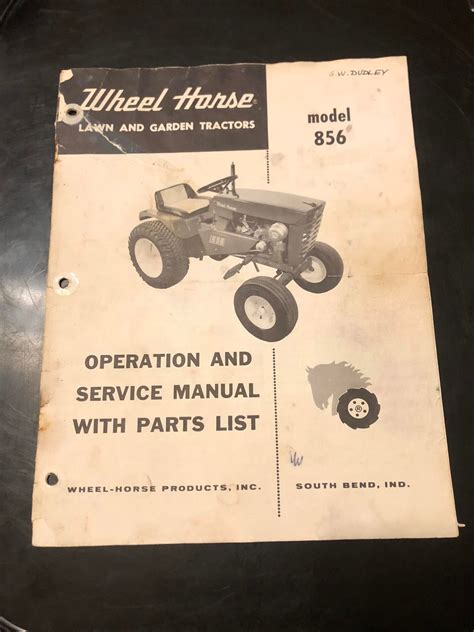 G.W. DUDLEY
Wheel Horse®
LAWN AND GARDEN TRACTORS
model
856
OPERATION AND
SERVICE MANUAL
WITH PARTS LIST
WHEEL-HORSE PRODUCTS, INC.
SOUTH BEND, IND.